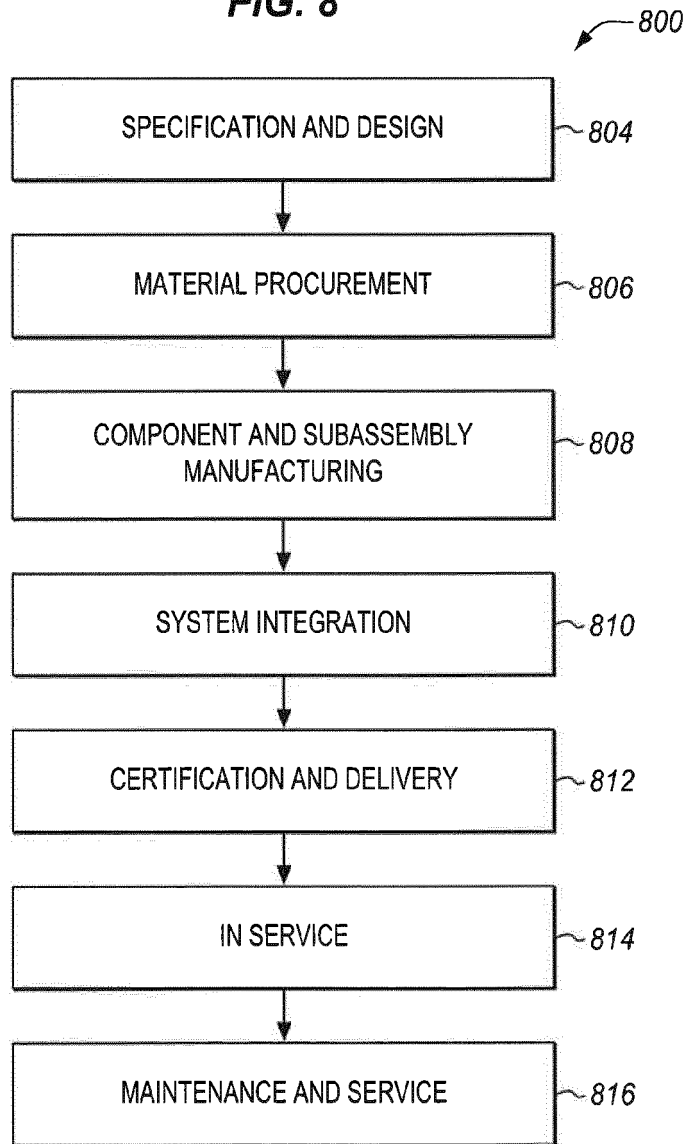 FIG. 8
800
SPECIFICATION AND DESIGN
804
MATERIAL PROCUREMENT
806
COMPONENT AND SUBASSEMBLY
MANUFACTURING
808
SYSTEM INTEGRATION
810
CERTIFICATION AND DELIVERY
812
IN SERVICE
814
MAINTENANCE AND SERVICE
816